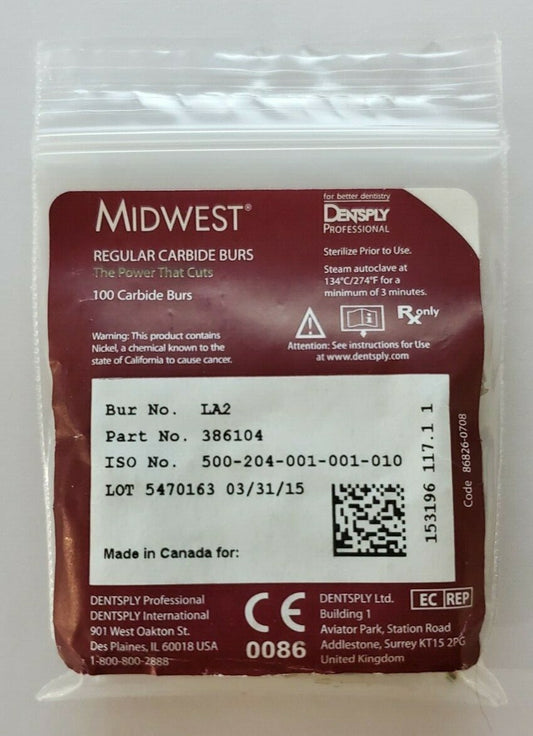 MIDWEST®
for better dentistry
DENTSPLY
PROFESSIONAL
REGULAR CARBIDE BURS
The Power That Cuts
100 Carbide Burs
Sterilize Prior to Use.
Steam autoclave at
134°C/274°F for a
minimum of 3 minutes.
Rx only
Warning: This product contains
Nickel, a chemical known to the
state of California to cause cancer.
Attention: See instructions for Use
at www.dentsply.com
Bur No. LA2
Part No. 386104
ISO No. 500-204-001-001-010
LOT 5470163 03/31/15
Made in Canada for:
153196 117.1 1
Code 86826-0708
DENTSPLY Professional
DENTSPLY International
901 West Oakton St.
Des Plaines, IL 60018 USA
1-800-800-2888
CE
0086
DENTSPLY Ltd.
Building 1
Aviator Park, Station Road
Addlestone, Surrey KT15 2PG
United Kingdom
EC REP